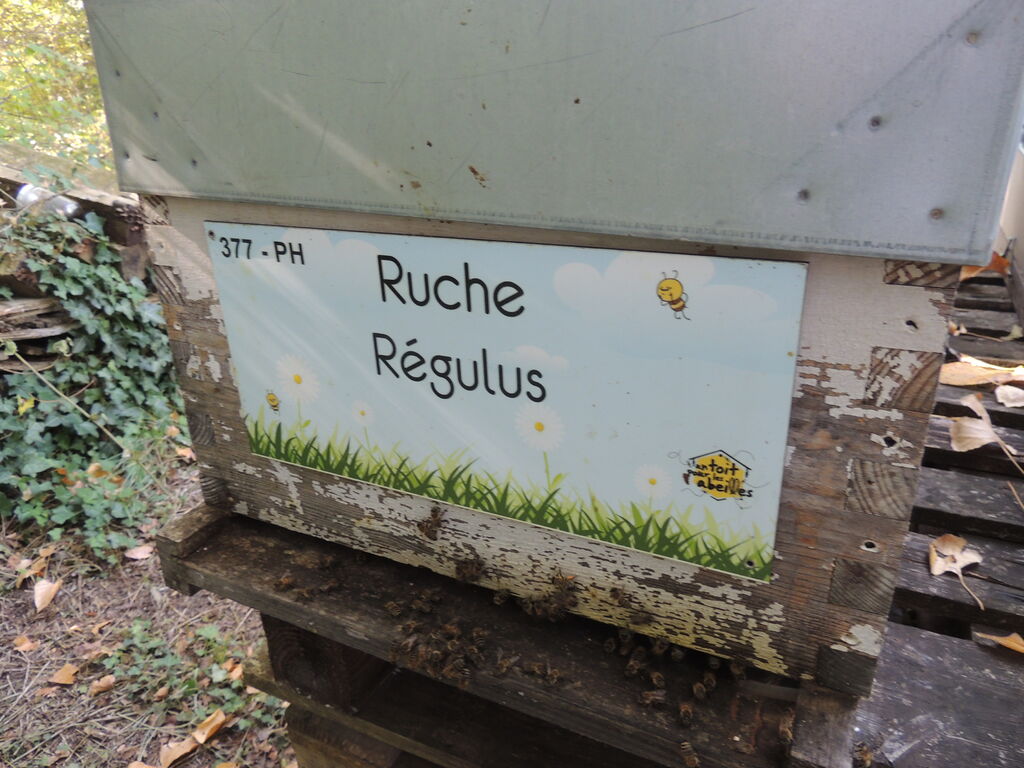 377 - PH
Ruche
Régulus
un toit
pour les
abeilles